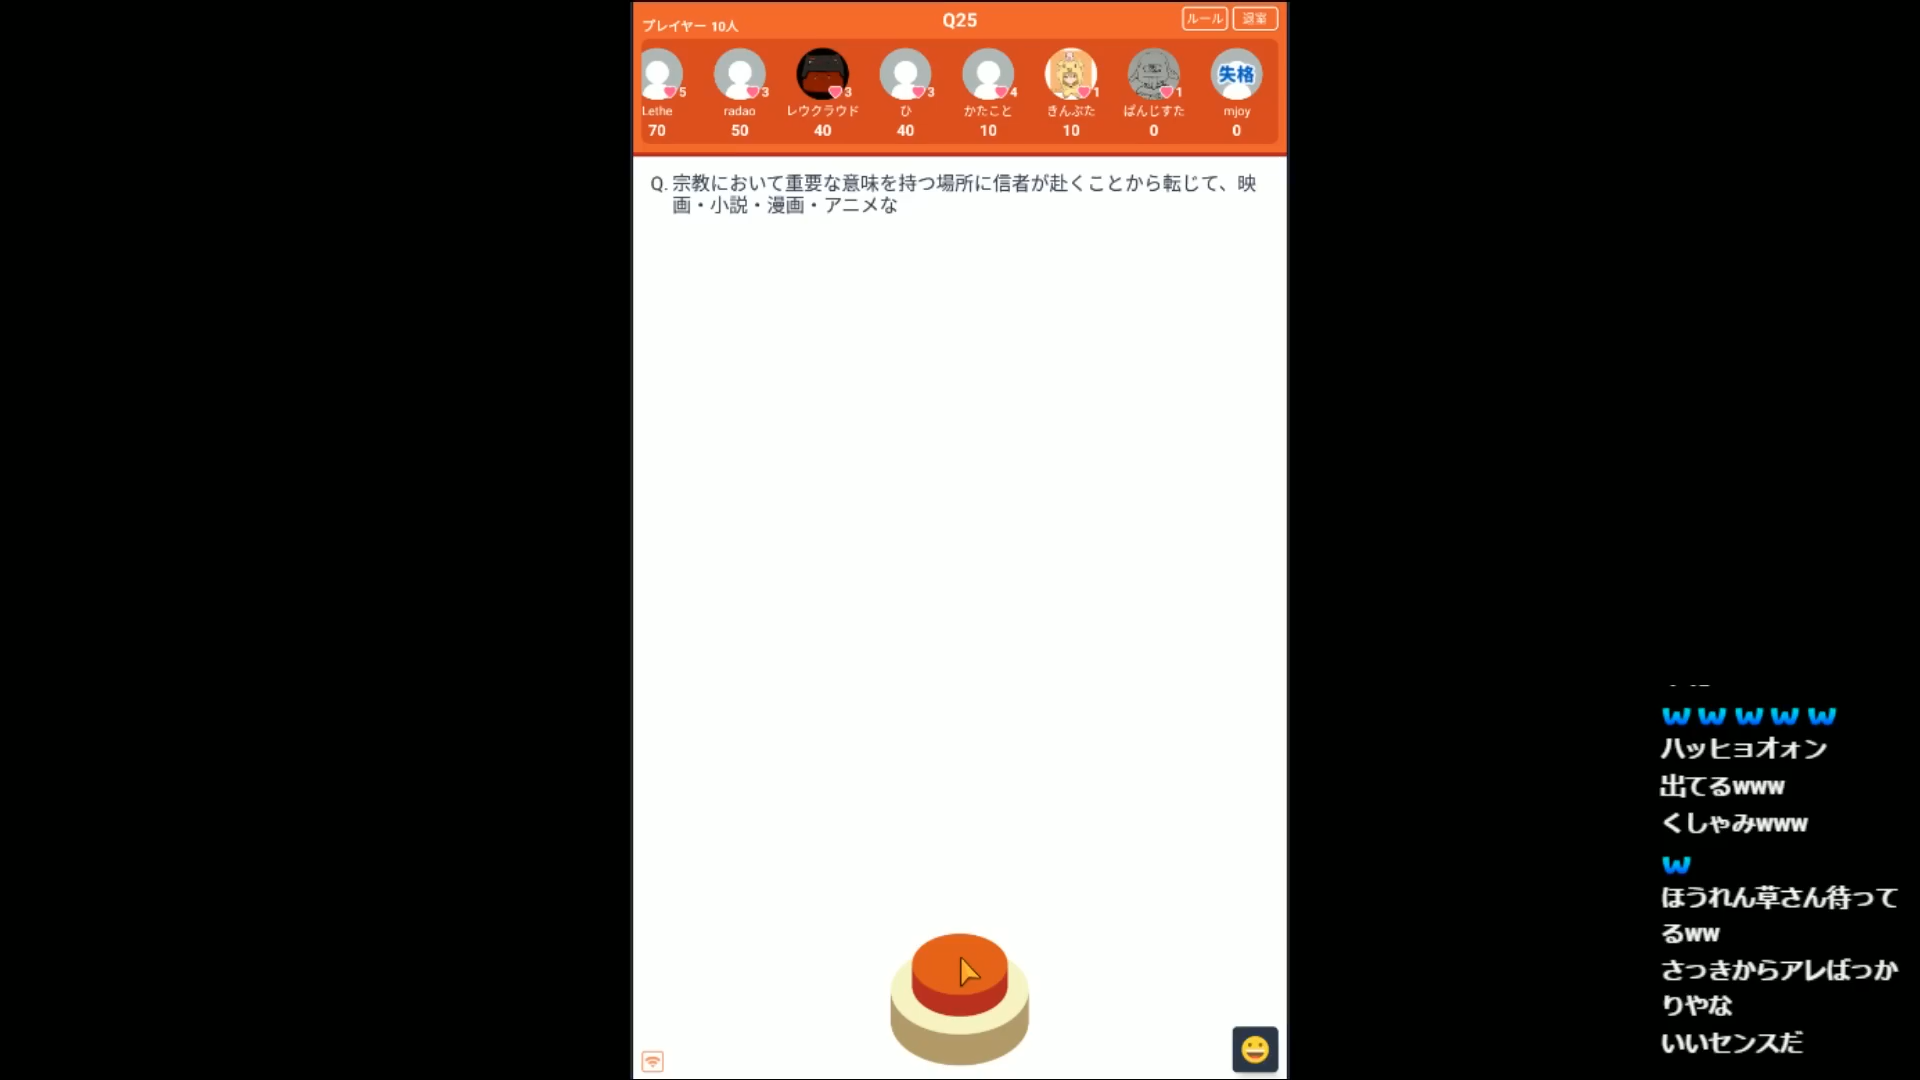 プレイヤー 10人
Q25
ルール
退室
5
3
3
3
4
1
1
失格
Lethe
radao
レウクラウド
ひ
かたこと
きんぶた
ぱんじすた
mjoy
70
50
40
40
10
10
0
0
Q. 宗教において重要な意味を持つ場所に信者が赴くことから転じて、映
画・小説・漫画・アニメな
w w w w w
ハッヒョオォン
出てるwww
くしゃみwww
w
ほうれん草さん待って
るww
さっきからアレばっか
りやな
いいセンスだ